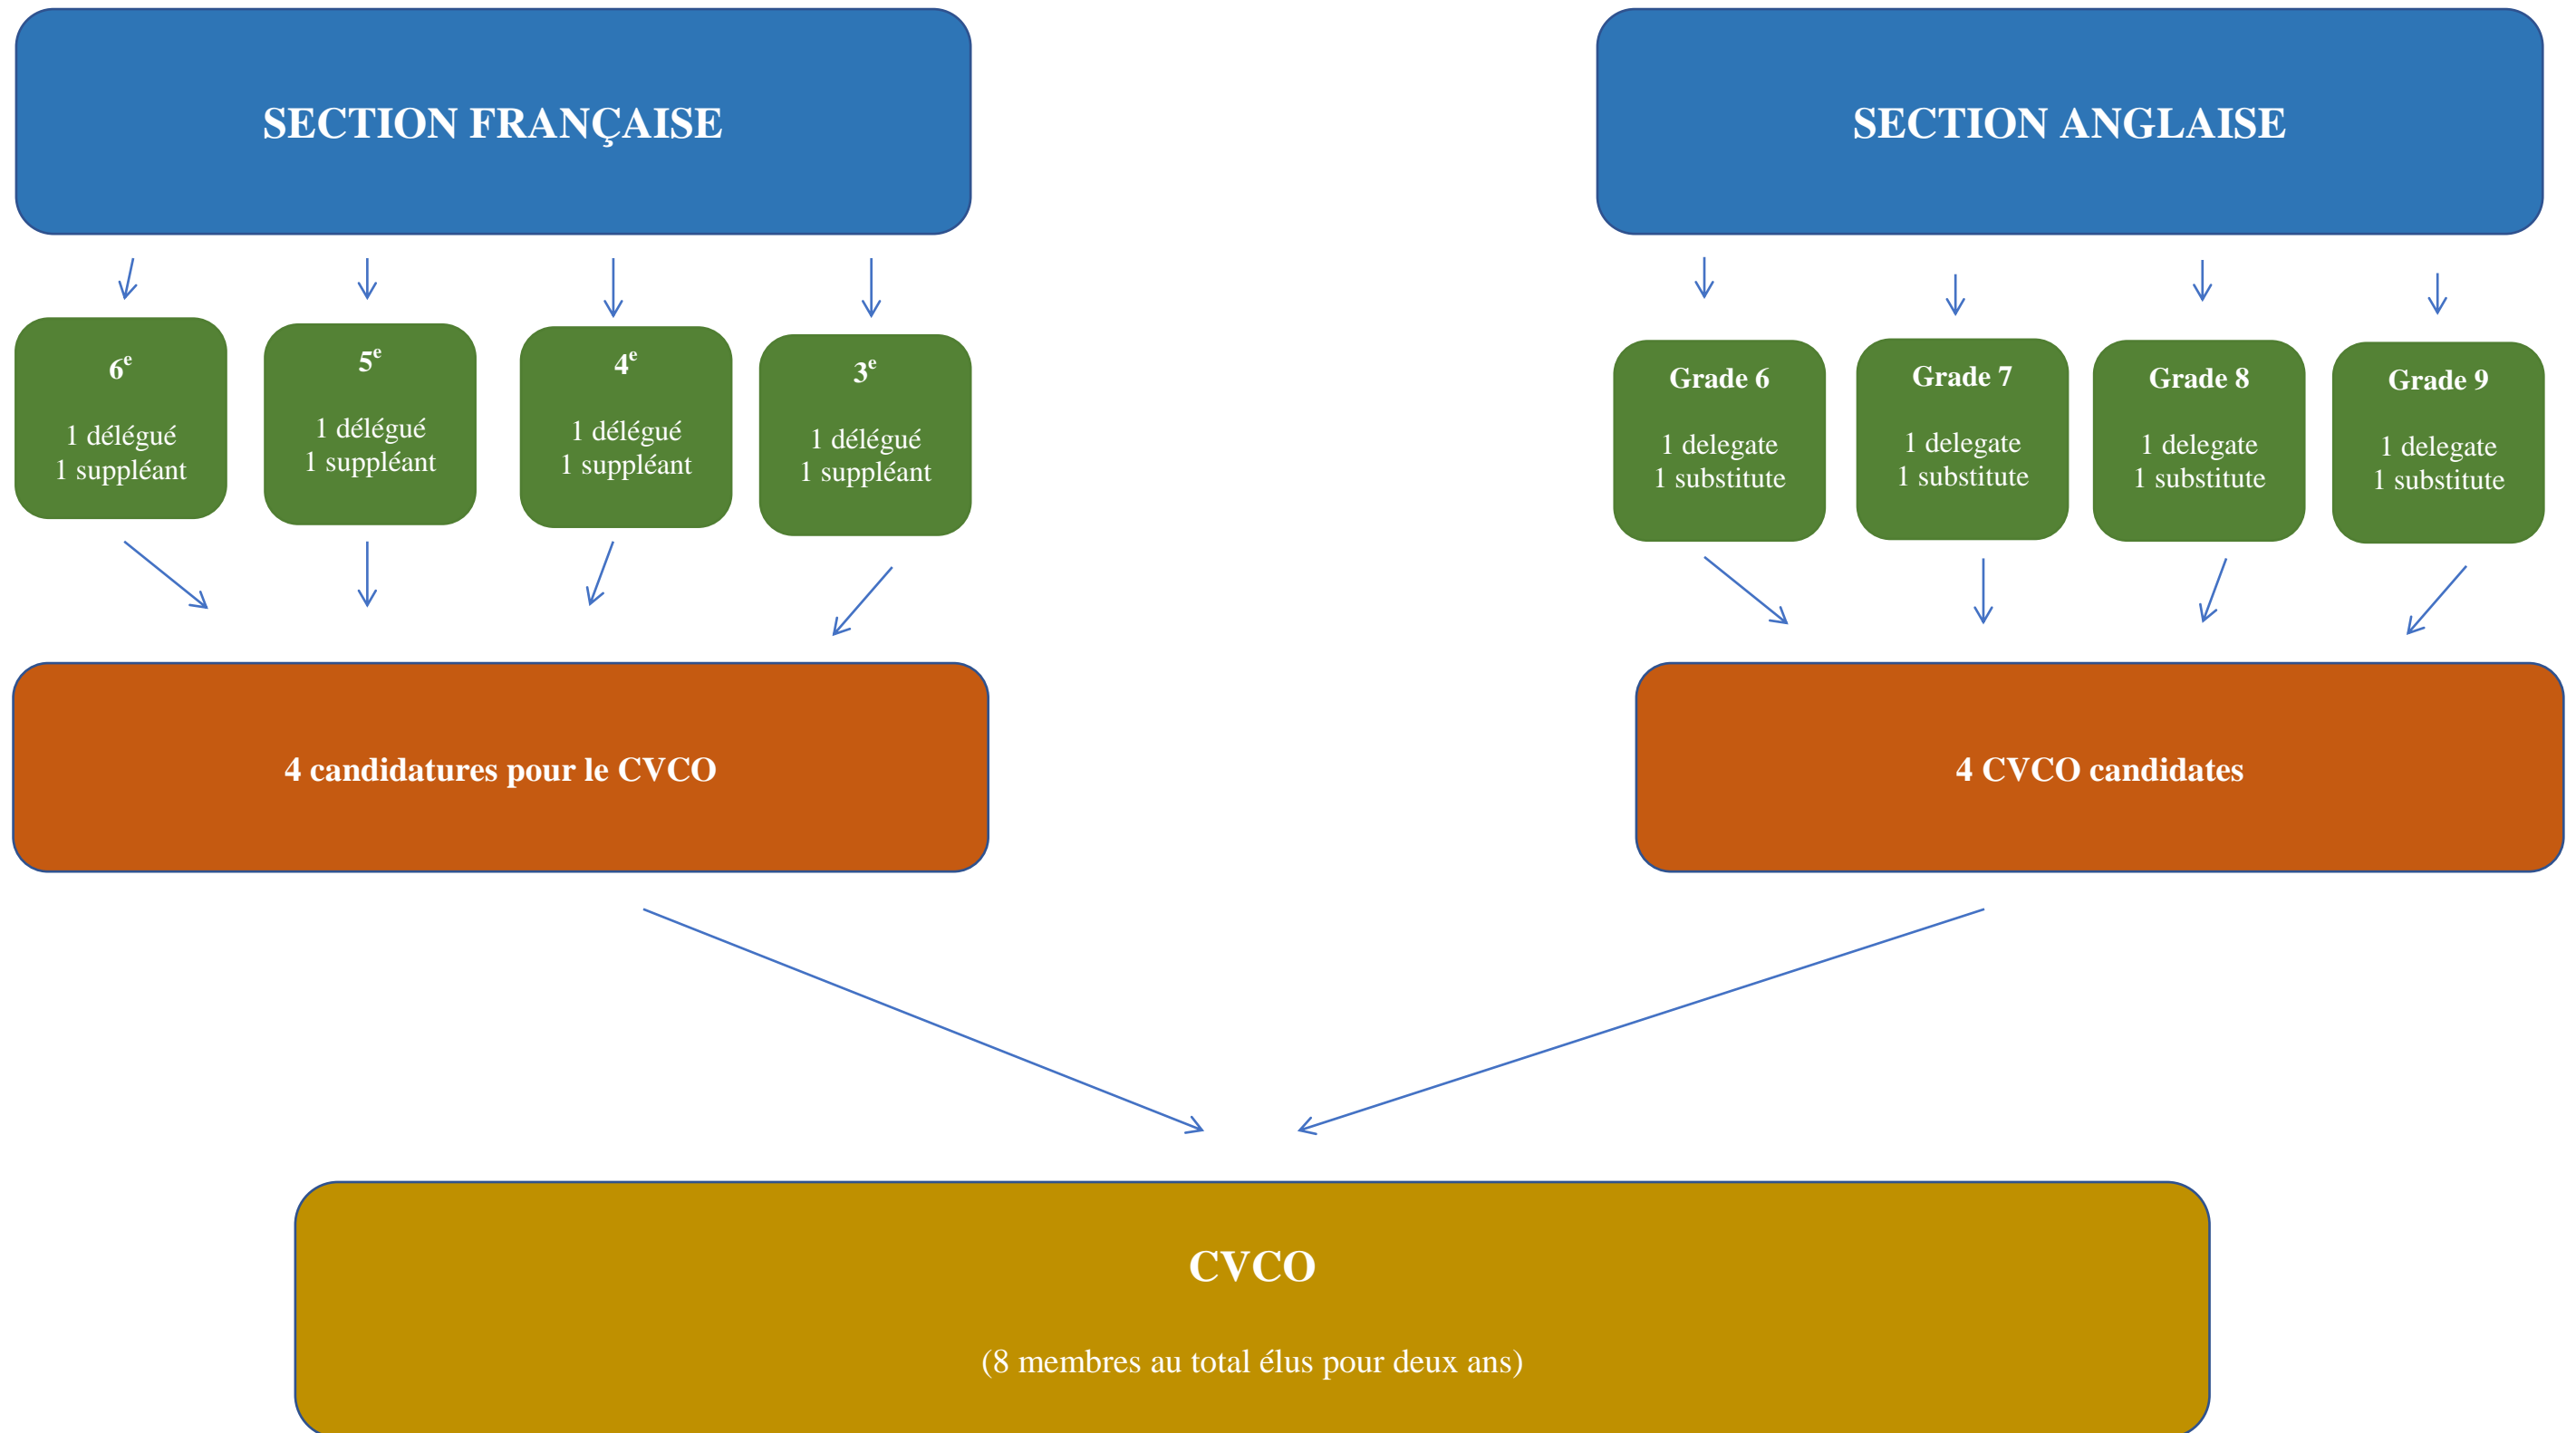 SECTION FRANÇAISE
SECTION ANGLAISE
6e
1 délégué
1 suppléant
5e
1 délégué
1 suppléant
4e
1 délégué
1 suppléant
3e
1 délégué
1 suppléant
Grade 6
1 delegate
1 substitute
Grade 7
1 delegate
1 substitute
Grade 8
1 delegate
1 substitute
Grade 9
1 delegate
1 substitute
4 candidatures pour le CVCO
4 CVCO candidates
CVCO
(8 membres au total élus pour deux ans)